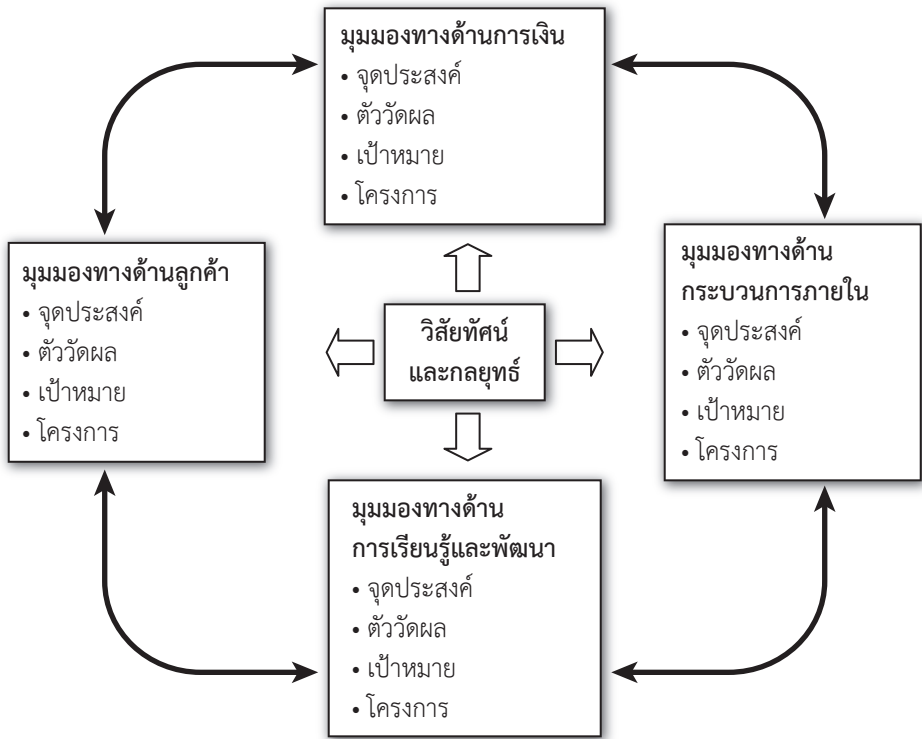 มุมมองทางด้านการเงิน
• จุดประสงค์
• ตัววัดผล
• เป้าหมาย
• โครงการ
มุมมองทางด้านลูกค้า
• จุดประสงค์
• ตัววัดผล
• เป้าหมาย
• โครงการ
วิสัยทัศน์
และกลยุทธ์
มุมมองทางด้าน
กระบวนการภายใน
• จุดประสงค์
• ตัววัดผล
• เป้าหมาย
• โครงการ
มุมมองทางด้าน
การเรียนรู้และพัฒนา
• จุดประสงค์
• ตัววัดผล
• เป้าหมาย
• โครงการ